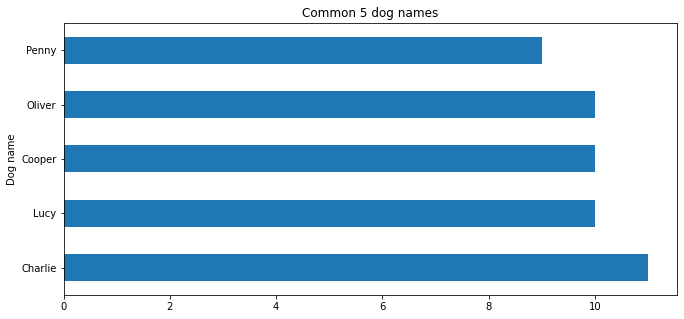 Common 5 dog names
Dog name
Penny
Oliver
Cooper
Lucy
Charlie
0 2 4 6 8 10